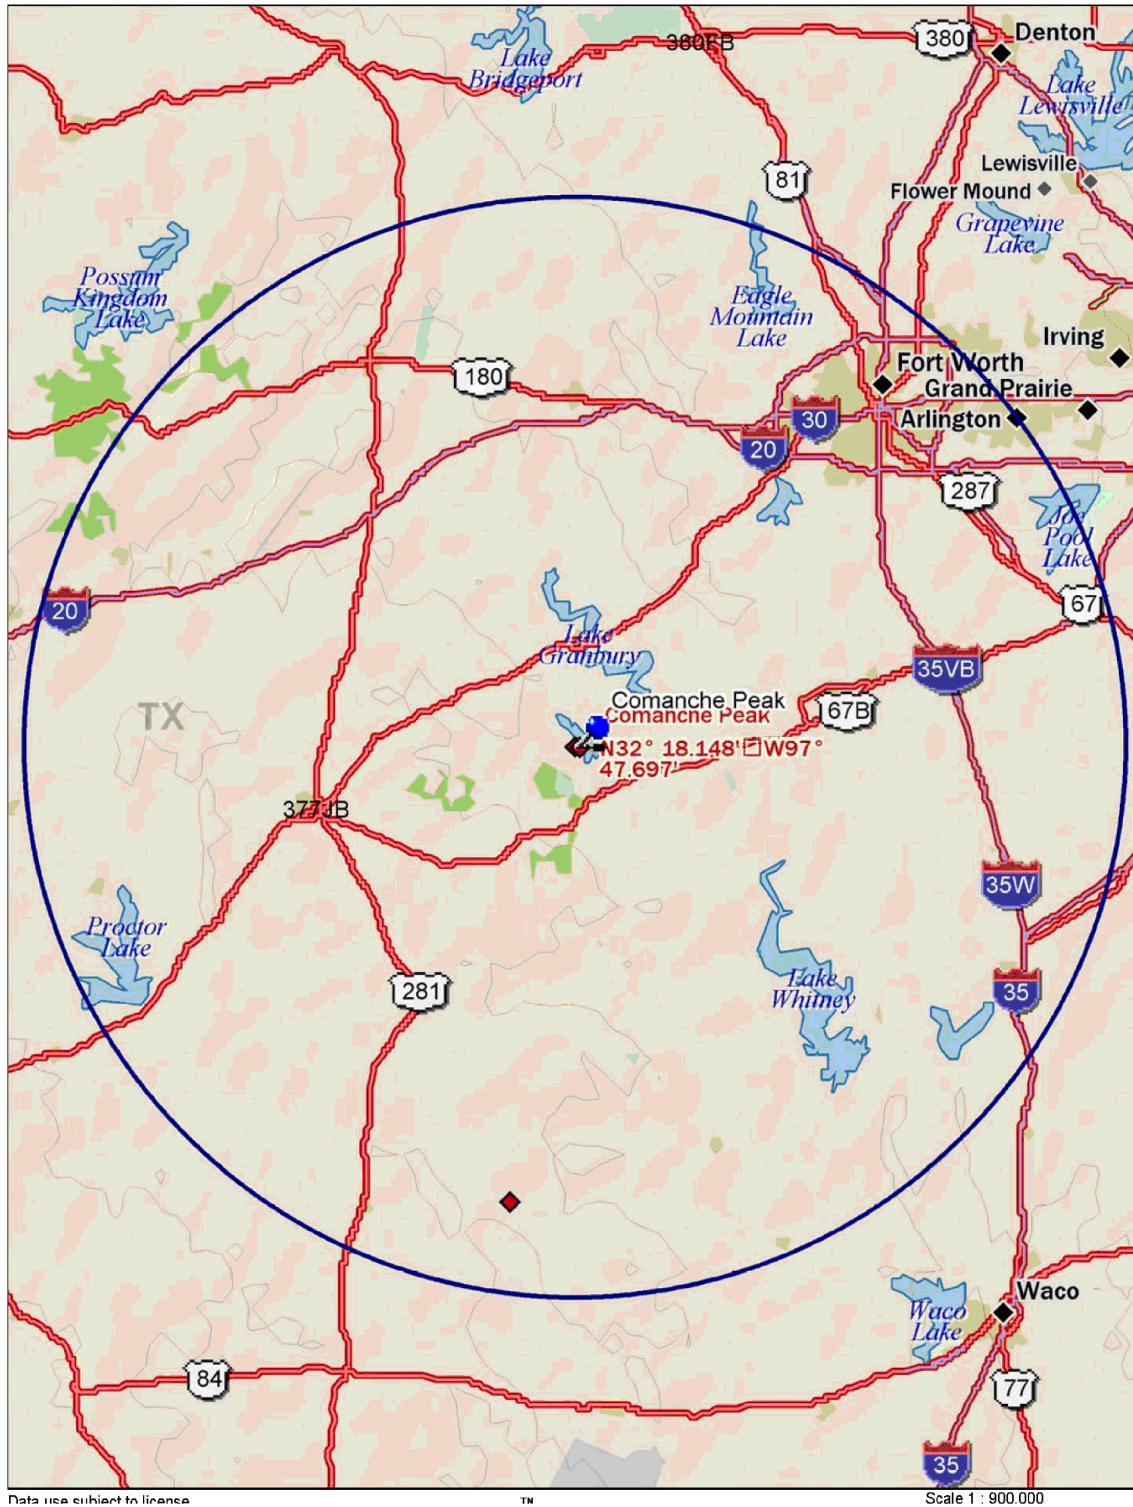 Denton
380
380FB
Lake
Bridgeport
Lake
Lewisville
Lewisville
81
Flower Mound
Grapevine
Lake
Possum
Kingdom
Lake
Eagle
Mountain
Lake
Irving
Fort Worth
180
Grand Prairie
30
Arlington
20
287
Joe
Pool
Lake
20
67
Lake
Granbury
35VB
Comanche Peak
67B
TX
Comanche Peak
N32° 18.148' W97°
47.697'
377JB
35W
Proctor
Lake
Lake
Whitney
281
35
Waco
Waco
Lake
84
77
35
Data use subject to license.
TN
Scale 1 : 900,000